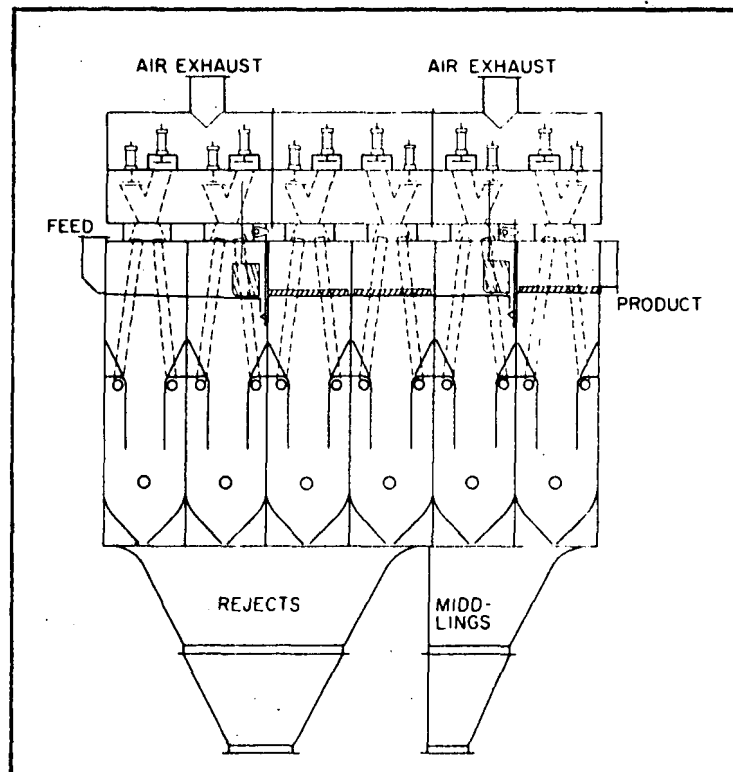 AIR EXHAUST
AIR EXHAUST
FEED
PRODUCT
REJECTS
MIDD-
LINGS